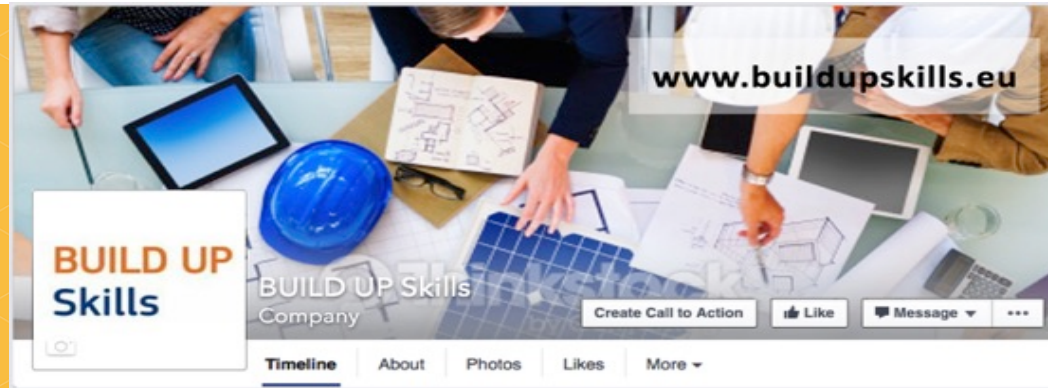 www.buildupskills.eu
BUILD UP
Skills
BUILD UP Skills
Company
Thinkstock
Create Call to Action
Like
Message
Timeline
About
Photos
Likes
More